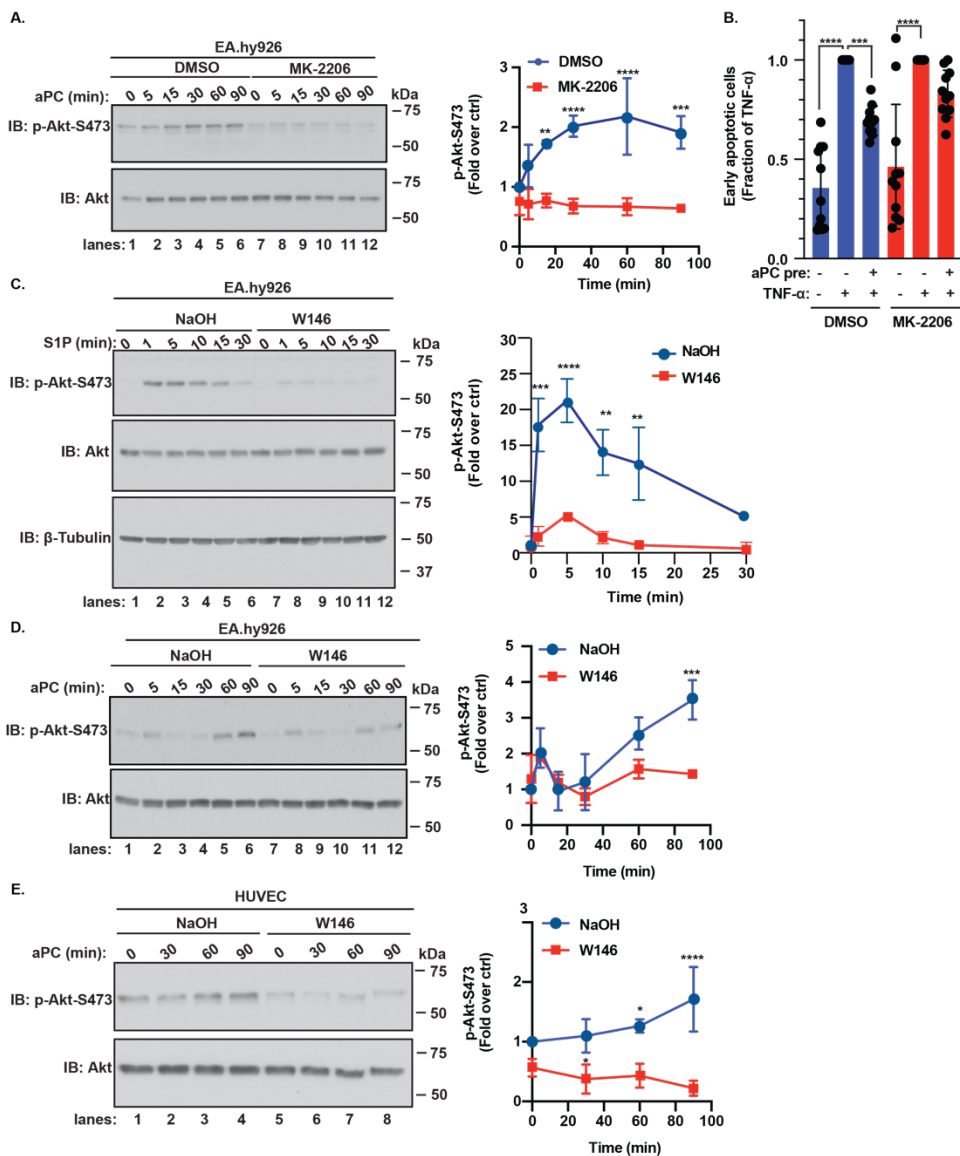 A.
EA.hy926
DMSO MK-2206
aPC (min): 0 5 15 30 60 90 0 5 15 30 60 90 kDa
IB: p-Akt-S473
– 75
– 50
IB: Akt
– 75
– 50
lanes: 1 2 3 4 5 6 7 8 9 10 11 12
p-Akt-S473
(Fold over ctrl)
DMSO
MK-2206
** **** **** ***
3
2
1
0
0 20 40 60 80 100
Time (min)
B.
**** *** ****
Early apoptotic cells
(Fraction of TNF-α)
1.0
0.5
0.0
aPC pre: - - + - - +
TNF-α: - + + - + +
DMSO MK-2206
C.
EA.hy926
NaOH W146
S1P (min): 0 1 5 10 15 30 0 1 5 10 15 30 kDa
IB: p-Akt-S473
– 75
– 50
IB: Akt
– 75
– 50
IB: β-Tubulin
– 75
– 50
– 37
lanes: 1 2 3 4 5 6 7 8 9 10 11 12
p-Akt-S473
(Fold over ctrl)
NaOH
W146
*** **** ** **
30
25
20
15
10
5
0
0 5 10 15 20 25 30
Time (min)
D.
EA.hy926
NaOH W146
aPC (min): 0 5 15 30 60 90 0 5 15 30 60 90 kDa
IB: p-Akt-S473
– 75
– 50
IB: Akt
– 75
– 50
lanes: 1 2 3 4 5 6 7 8 9 10 11 12
p-Akt-S473
(Fold over ctrl)
NaOH
W146
***
5
4
3
2
1
0
0 20 40 60 80 100
Time (min)
E.
HUVEC
NaOH W146
aPC (min): 0 30 60 90 0 30 60 90 kDa
IB: p-Akt-S473
– 75
– 50
IB: Akt
– 75
– 50
lanes: 1 2 3 4 5 6 7 8
p-Akt-S473
(Fold over ctrl)
NaOH
W146
****
*
*
3
2
1
0
0 20 40 60 80 100
Time (min)